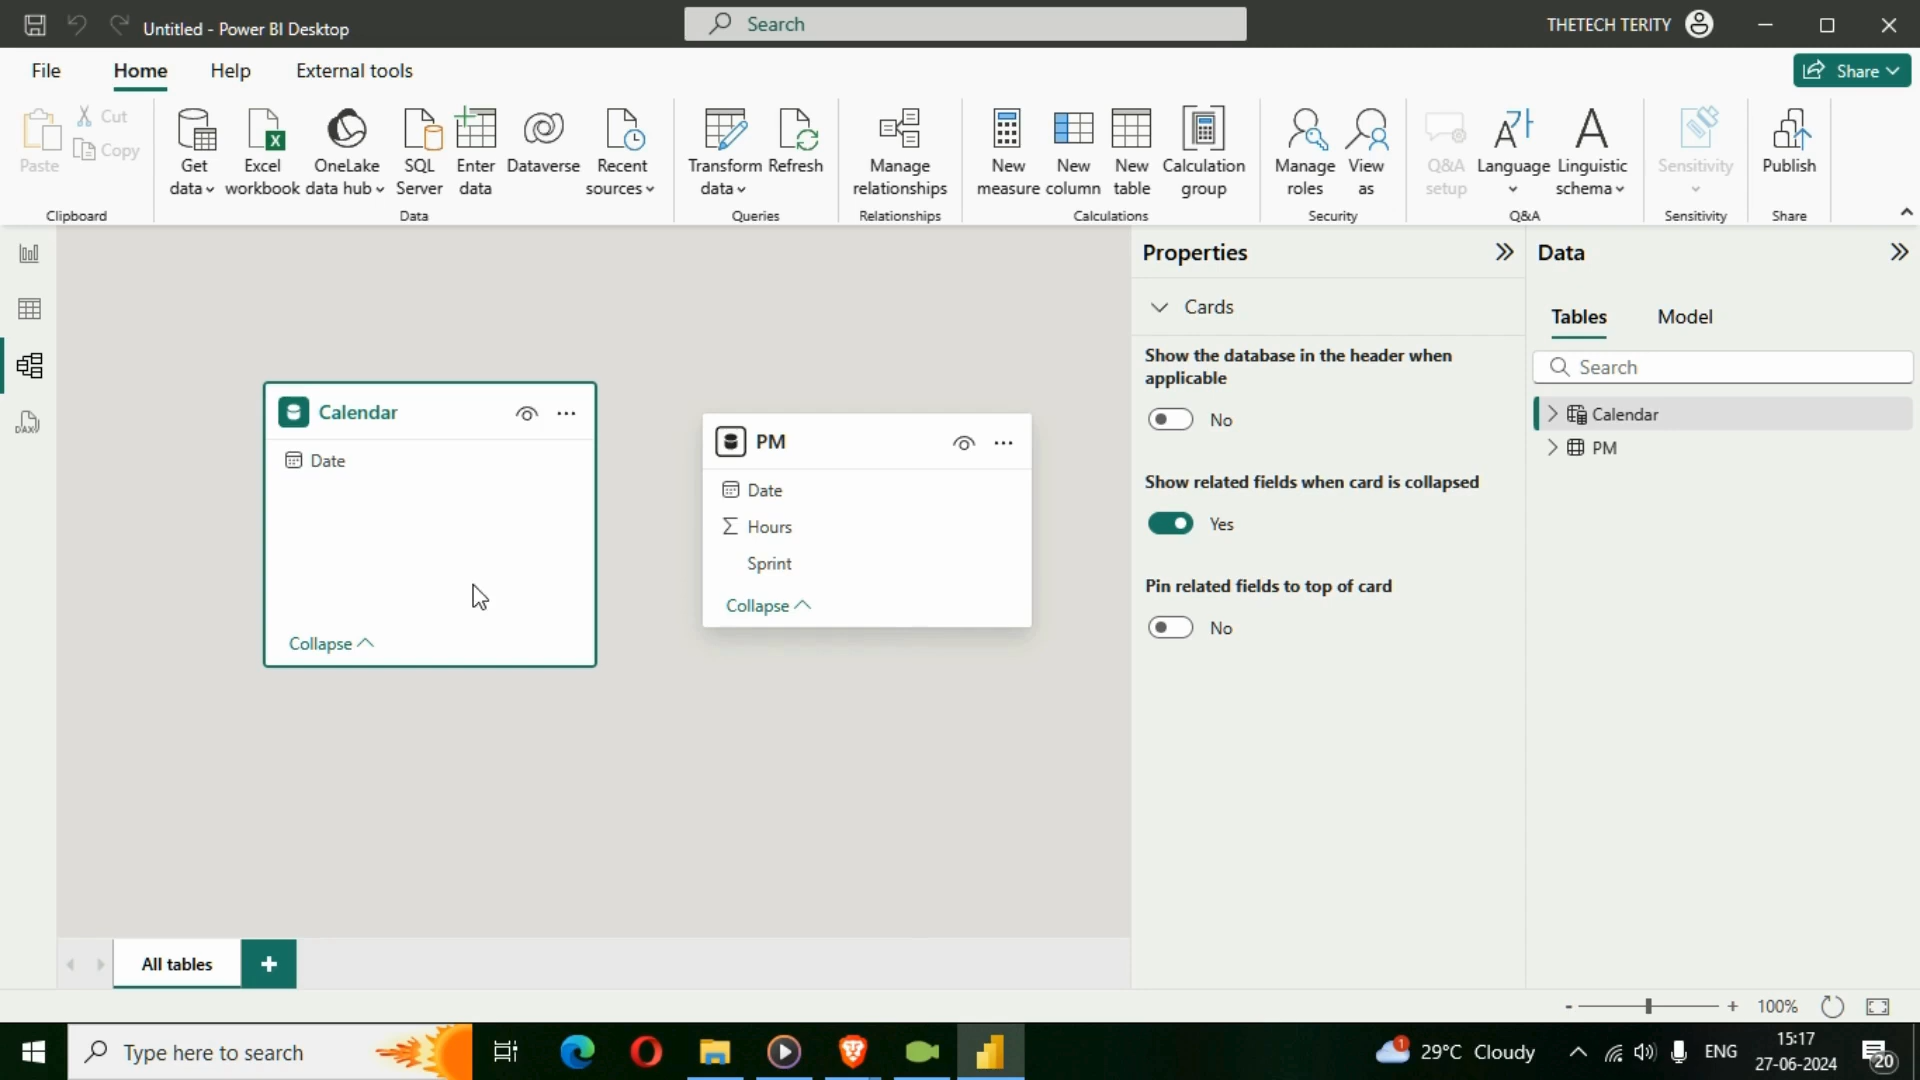 Untitled - Power BI Desktop
Search
THETECH TERITY
File
Home
Help
External tools
Share
Paste
Cut
Copy
Get data
Excel workbook
OneLake data hub
SQL Server
Enter data
Dataverse
Recent sources
Transform data
Refresh
Manage relationships
New measure
New column
New table
Calculation group
Manage roles
View as
Q&A setup
Language
Linguistic schema
Sensitivity
Publish
Clipboard
Data
Queries
Relationships
Calculations
Security
Q&A
Sensitivity
Share
DAX
Calendar
Date
Collapse
PM
Date
Hours
Sprint
Collapse
Properties
Cards
Show the database in the header when
applicable
No
Show related fields when card is collapsed
Yes
Pin related fields to top of card
No
Data
Tables
Model
Search
Calendar
PM
All tables
+
- + 100%
Type here to search
1
29°C Cloudy
ENG
15:17
27-06-2024
20